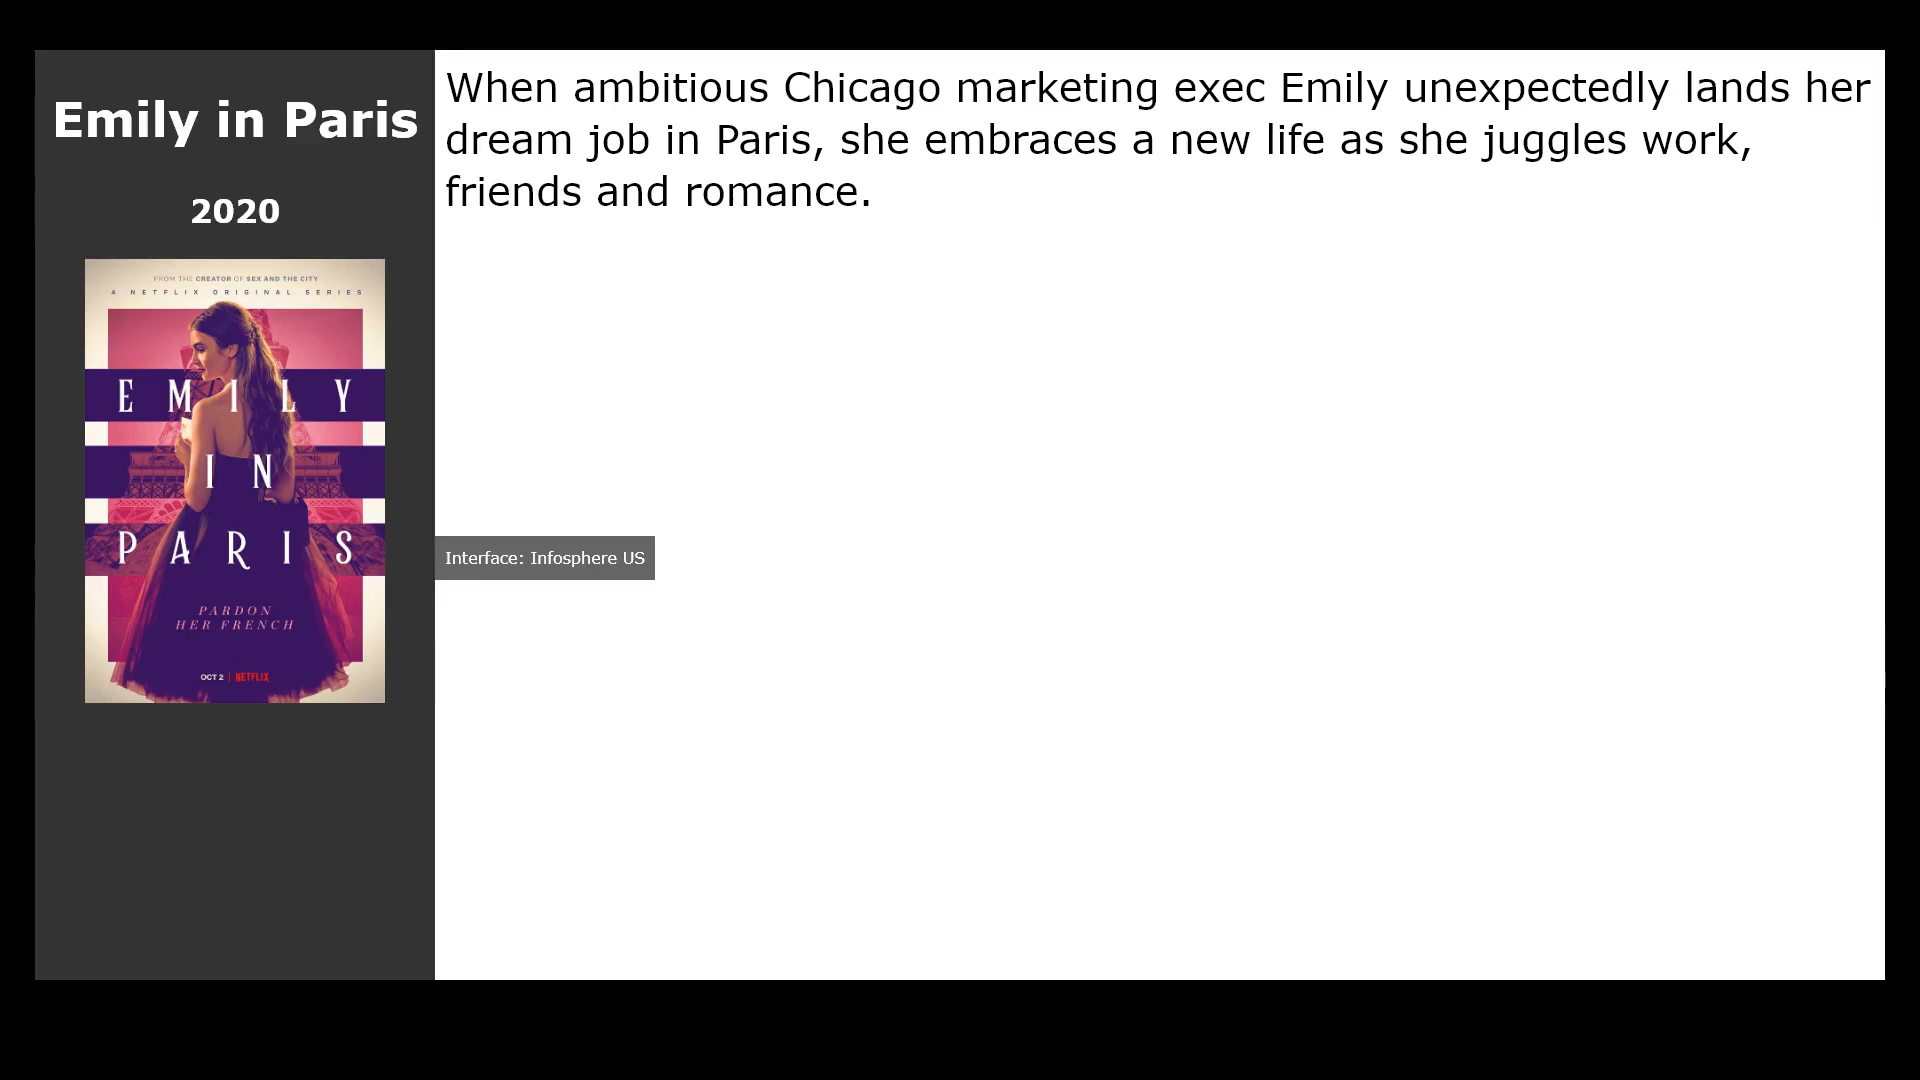 Emily in Paris
2020
FROM THE CREATOR OF SEX AND THE CITY
A NETFLIX ORIGINAL SERIES
EMILY
IN
PARIS
PARDON
HER FRENCH
OCT 2 | NETFLIX
When ambitious Chicago marketing exec Emily unexpectedly lands her
dream job in Paris, she embraces a new life as she juggles work,
friends and romance.
Interface: Infosphere US